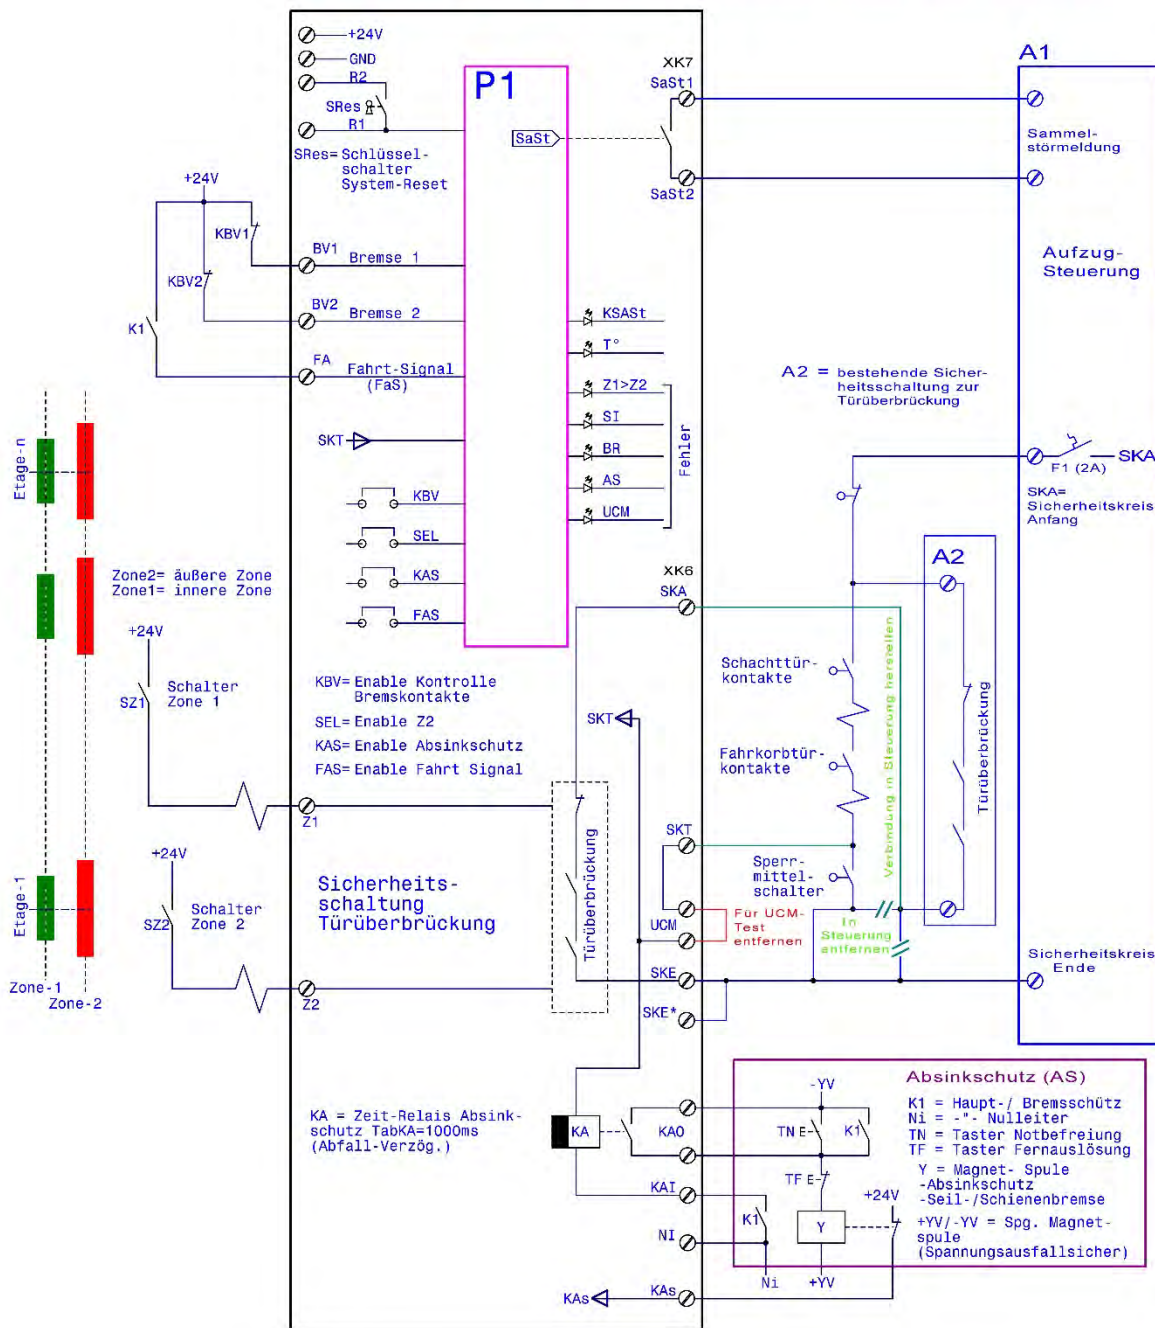 +24V
GND
R2
SRes
R1
SRes= Schlüssel-
schalter
System-Reset
P1
SaSt
XK7
SaSt1
SaSt2
A1
Sammel-
störmeldung
Aufzug-
Steuerung
+24V
KBV1
KBV2
K1
BV1
Bremse 1
BV2
Bremse 2
FA
Fahrt-Signal
(FaS)
SKT
KBV
SEL
KAS
FAS
KSASt
T°
Z1>Z2
SI
BR
AS
UCM
Fehler
A2 = bestehende Sicher-
heitsschaltung zur
Türüberbrückung
F1 (2A)
SKA
SKA=
Sicherheitskreis
Anfang
Etage-n
Zone2= äußere Zone
Zone1= innere Zone
+24V
SZ1
Schalter
Zone 1
KBV= Enable Kontrolle
Bremskontakte
SEL= Enable Z2
KAS= Enable Absinkschutz
FAS= Enable Fahrt Signal
XK6
SKA
SKT
A2
Schachttür-
kontakte
Fahrkorbtür-
kontakte
Verbindung in Steuerung herstellen
Türüberbrückung
Z1
+24V
SZ2
Schalter
Zone 2
Etage-1
Zone-1
Zone-2
Z2
Sicherheits-
schaltung
Türüberbrückung
Türüberbrückung
SKT
Sperr-
mittel-
schalter
UCM
Für UCM-
Test
entfernen
In
Steuerung
entfernen
SKE
SKE*
Sicherheitskreis
Ende
KA = Zeit-Relais Absink-
schutz TabKA=1000ms
(Abfall-Verzög.)
KA
KAO
KAI
NI
KAs
KAs
-YV
TN E
K1
TF E
Y
+24V
K1
Ni
+YV
Absinkschutz (AS)
K1 = Haupt-/ Bremsschütz
Ni = -"- Nulleiter
TN = Taster Notbefreiung
TF = Taster Fernauslösung
Y = Magnet- Spule
-Absinkschutz
-Seil-/Schienenbremse
+YV/-YV = Spg. Magnet-
spule
(Spannungsausfallsicher)